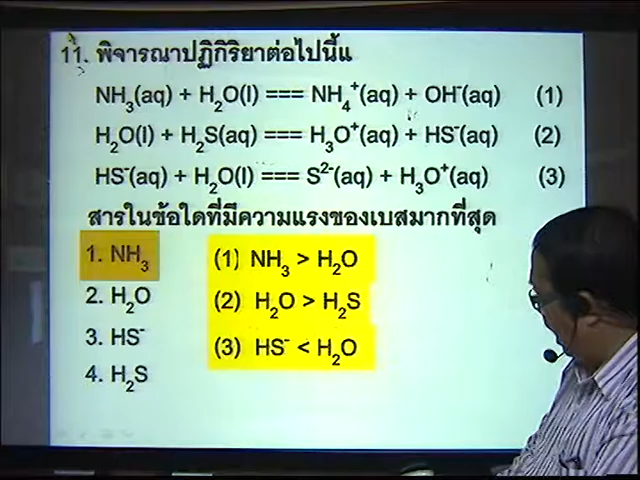 11. พิจารณาปฏิกิริยาต่อไปนี้แ
NH₃(aq) + H₂O(l) === NH₄⁺(aq) + OH⁻(aq) (1)
H₂O(l) + H₂S(aq) === H₃O⁺(aq) + HS⁻(aq) (2)
HS⁻(aq) + H₂O(l) === S²⁻(aq) + H₃O⁺(aq) (3)
สารในข้อใดที่มีความแรงของเบสมากที่สุด
1. NH₃
2. H₂O
3. HS⁻
4. H₂S
(1) NH₃ > H₂O
(2) H₂O > H₂S
(3) HS⁻ < H₂O